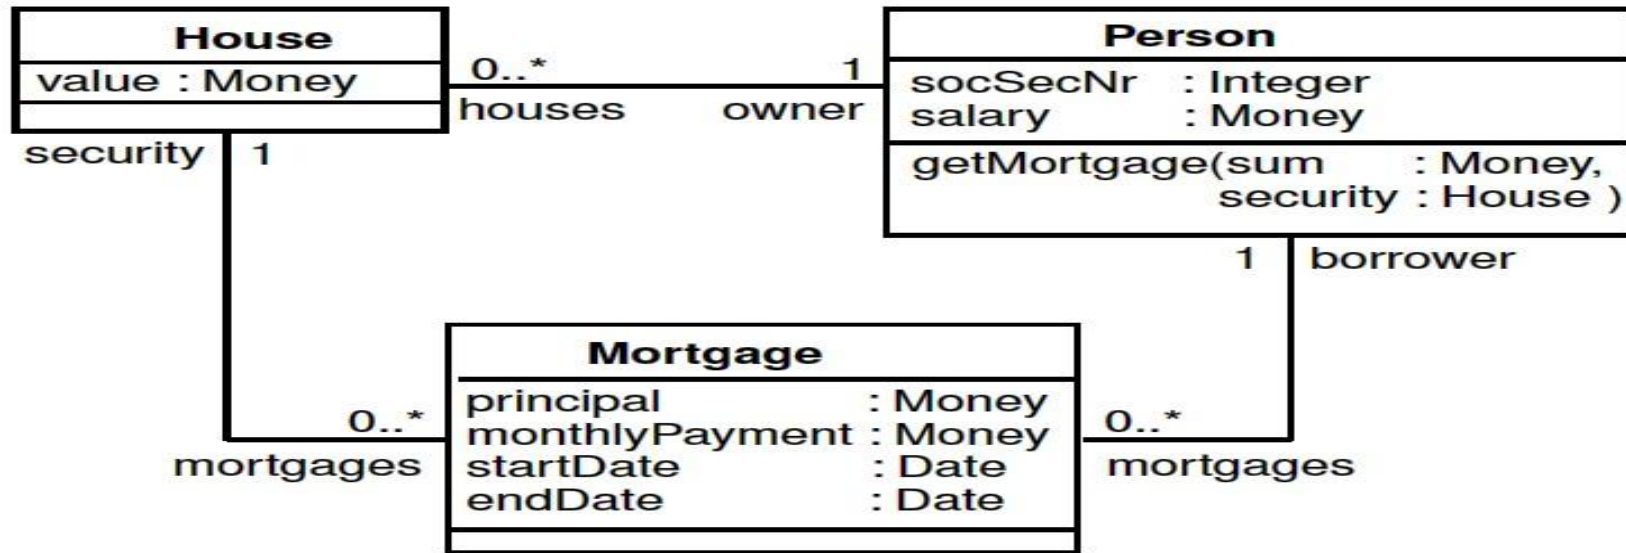 House
value : Money
0..*
houses
1
owner
Person
socSecNr : Integer
salary : Money
getMortgage(sum : Money,
security : House )
security
1
1
borrower
Mortgage
principal : Money
monthlyPayment : Money
startDate : Date
endDate : Date
0..*
mortgages
0..*
mortgages